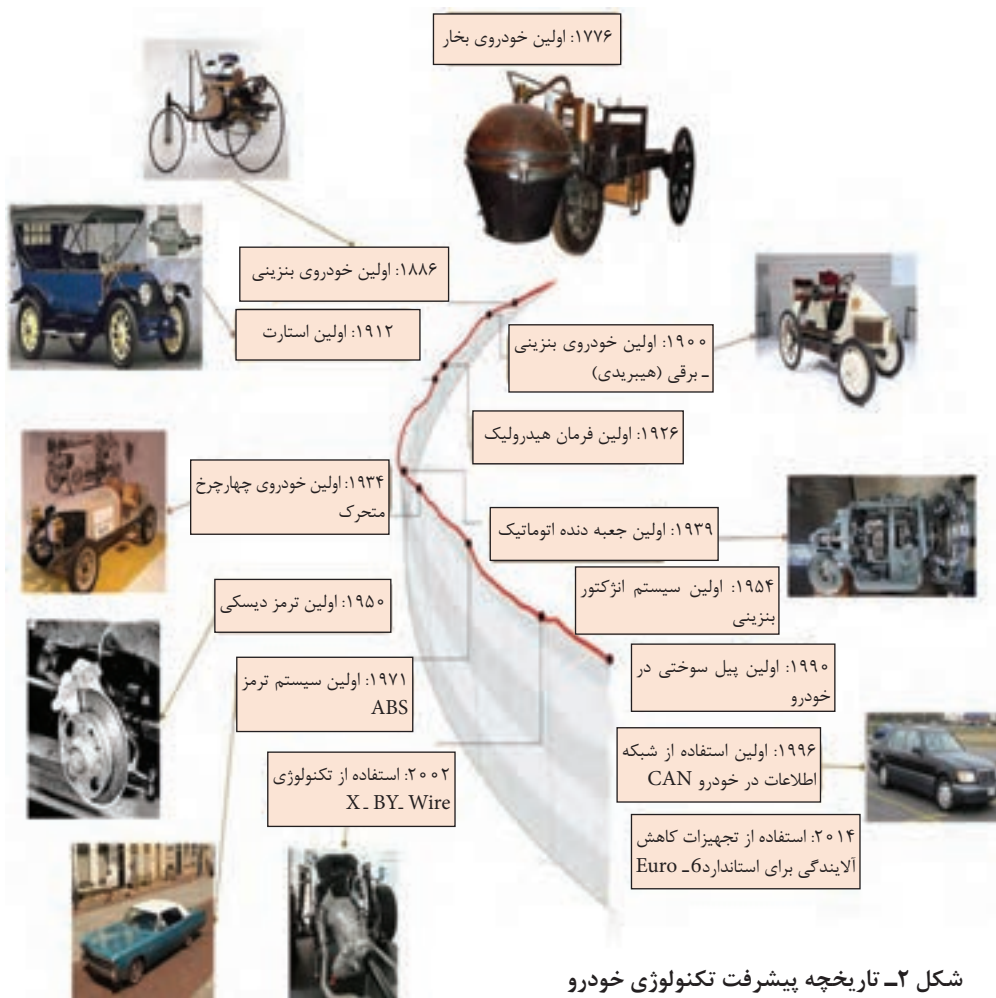 ۱۷۷۶: اولین خودروی بخار
۱۸۸۶: اولین خودروی بنزینی
۱۹۱۲: اولین استارت
۱۹۰۰: اولین خودروی بنزینی
ـ برقی (هیبریدی)
۱۹۲۶: اولین فرمان هیدرولیک
۱۹۳۴: اولین خودروی چهارچرخ
متحرک
۱۹۳۹: اولین جعبه دنده اتوماتیک
۱۹۵۴: اولین سیستم انژکتور
بنزینی
۱۹۵۰: اولین ترمز دیسکی
۱۹۹۰: اولین پیل سوختی در
خودرو
۱۹۷۱: اولین سیستم ترمز
ABS
۱۹۹۶: اولین استفاده از شبکه
اطلاعات در خودرو CAN
۲۰۰۲: استفاده از تکنولوژی
X ـ BY ـ Wire
۲۰۱۴: استفاده از تجهیزات کاهش
آلایندگی برای استاندارد6ـ Euro
شکل ۲ـ تاریخچه پیشرفت تکنولوژی خودرو